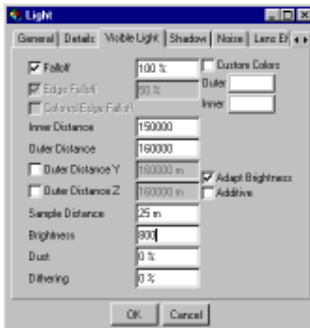 Light
General Details Visible Light Shadow Noise Lens Ef
Falloff 100 % Custom Colors
Edge Falloff 50 % Outer
Colored Edge Falloff Inner
Inner Distance 150000
Outer Distance 160000
Outer Distance Y 160000 m Adapt Brightness
Outer Distance Z 160000 m Additive
Sample Distance 25 m
Brightness 800
Dust 0 %
Dithering 0 %
OK Cancel